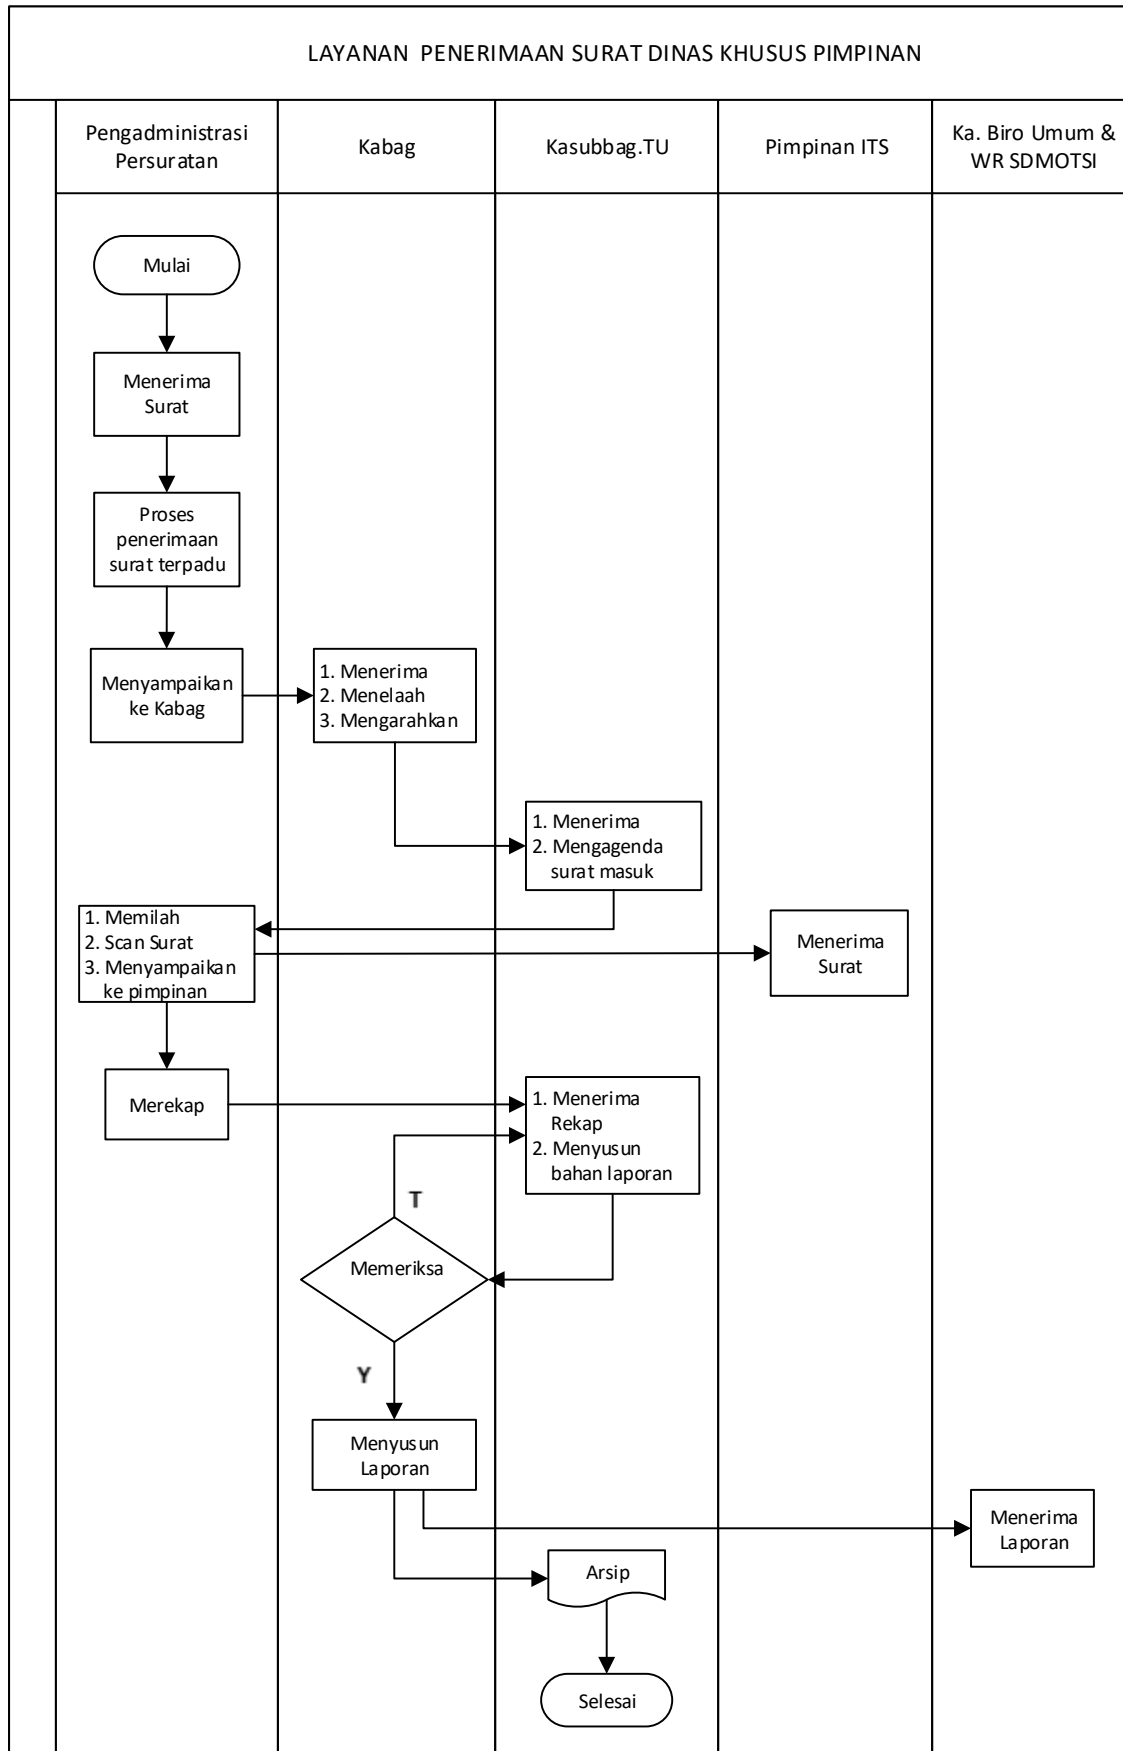 LAYANAN PENERIMAAN SURAT DINAS KHUSUS PIMPINAN
Pengadministrasi
Persuratan
Kabag
Kasubbag.TU
Pimpinan ITS
Ka. Biro Umum &
WR SDMOTSI
Mulai
Menerima
Surat
Proses
penerimaan
surat terpadu
Menyampaikan
ke Kabag
1. Menerima
2. Menelaah
3. Mengarahkan
1. Menerima
2. Mengagenda
surat masuk
1. Memilah
2. Scan Surat
3. Menyampaikan
ke pimpinan
Menerima
Surat
Merekap
1. Menerima
Rekap
2. Menyusun
bahan laporan
T
Memeriksa
Y
Menyusun
Laporan
Menerima
Laporan
Arsip
Selesai